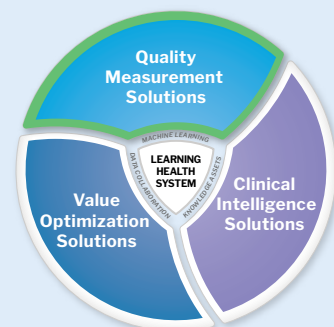 Quality
Measurement
Solutions
MACHINE LEARNING
DATA COLLABORATION
KNOWLEDGE ASSETS
LEARNING
HEALTH
SYSTEM
Value
Optimization
Solutions
Clinical
Intelligence
Solutions